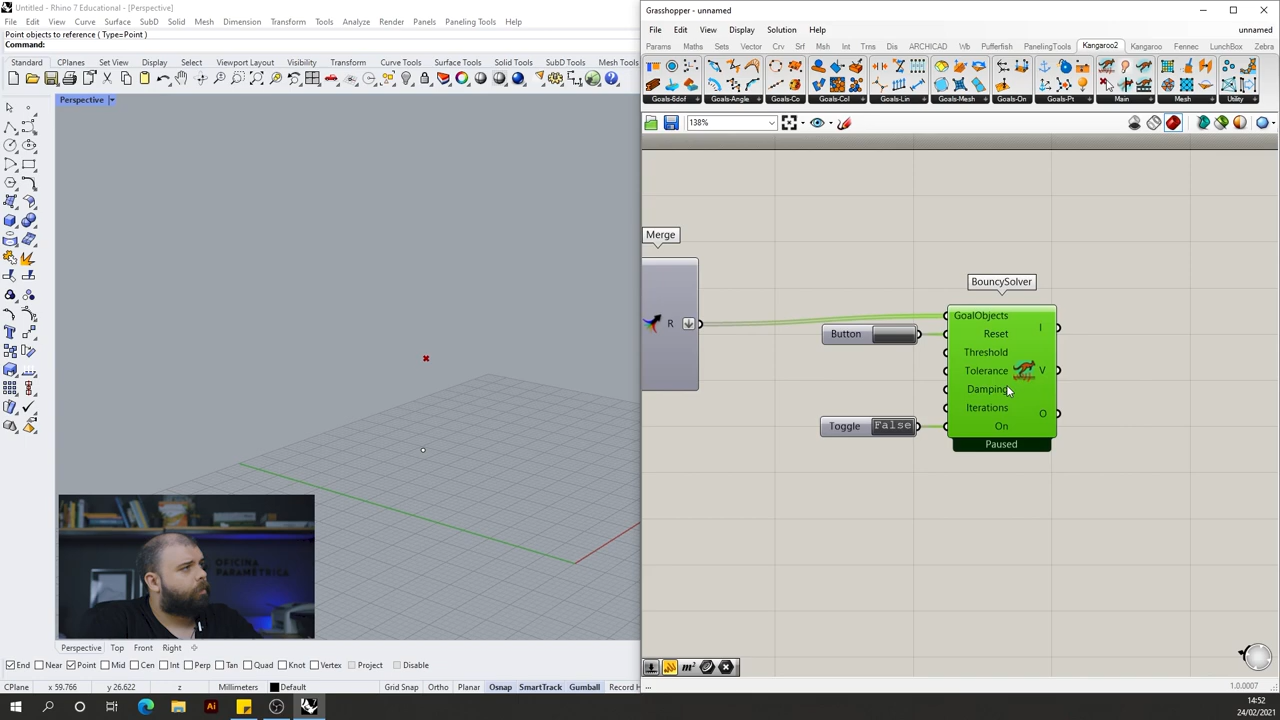 Untitled - Rhino 7 Educational - [Perspective]
File Edit View Curve Surface SubD Solid Mesh Dimension Transform Tools Analyze Render Panels Paneling Tools Help
Point objects to reference ( Type=Point )
Command:
Standard CPlanes Set View Display Select Viewport Layout Visibility Transform Curve Tools Surface Tools Solid Tools SubD Tools Mesh Tools
Perspective
OFICINA
PARAMÉTRICA
Perspective Top Front Right
End Near Point Mid Cen Int Perp Tan Quad Knot Vertex Project Disable
CPlane x 59.766 y 26.622 z Millimeters Default Grid Snap Ortho Planar Osnap SmartTrack Gumball Record H
Grasshopper - unnamed
File Edit View Display Solution Help unnamed
Params Maths Sets Vector Crv Srf Msh Int Trns Dis ARCHICAD Wb Pufferfish PanelingTools Kangaroo2 Kangaroo Fennec LunchBox Zebra
Goals-6dof Goals-Angle Goals-Co Goals-Col Goals-Lin Goals-Mesh Goals-On Goals-Pt Main Mesh Utility
138%
Merge
R
BouncySolver
GoalObjects
Reset
Threshold
Tolerance
Damping
Iterations
On
I
V
O
Paused
Button
Toggle False
m²
...
1.0.0007
Ai
14:52
24/02/2021